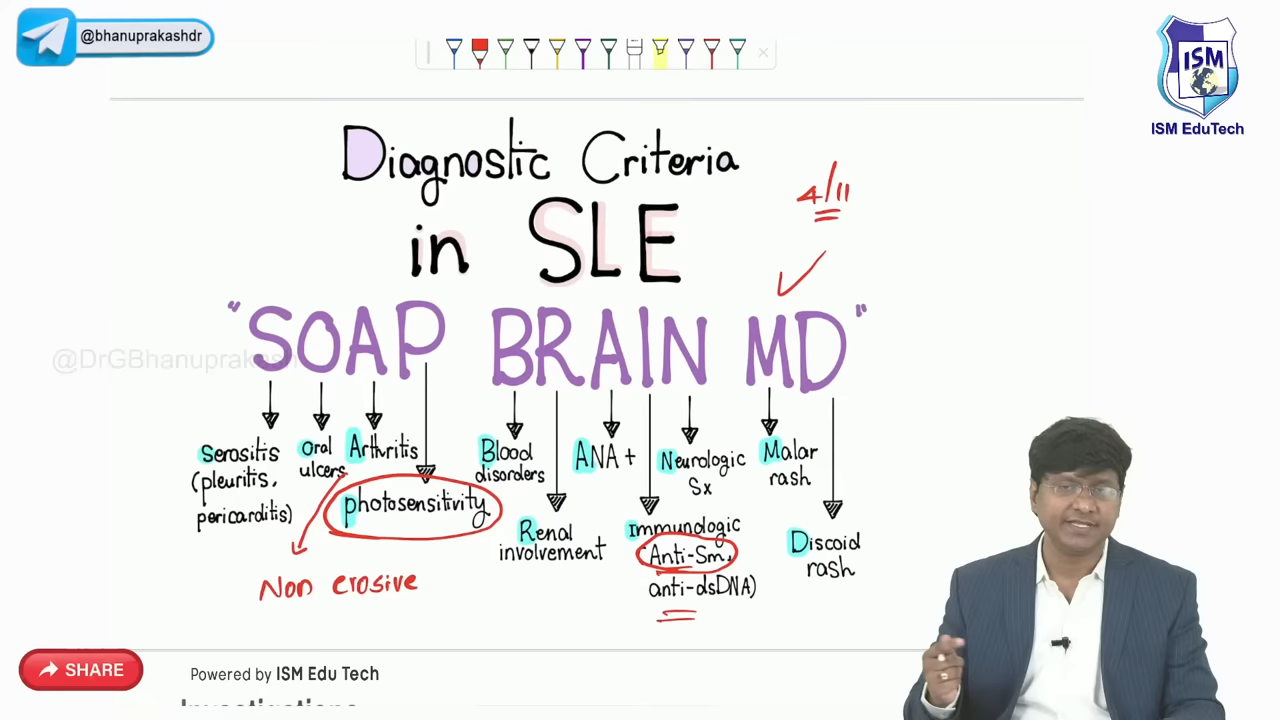 @bhanuprakashdr
ISM
ISM EduTech
Diagnostic Criteria
in SLE
4/11
"SOAP BRAIN MD"
@DrGBhanuprakash
Serositis
(pleuritis,
pericarditis)
Oral
ulcers
Arthritis
photosensitivity
Blood
disorders
Renal
involvement
ANA +
Immunologic
Anti-Sm,
anti-dsDNA)
Neurologic
Sx
Malar
rash
Discoid
rash
Non erosive
SHARE
Powered by ISM Edu Tech
Investigations